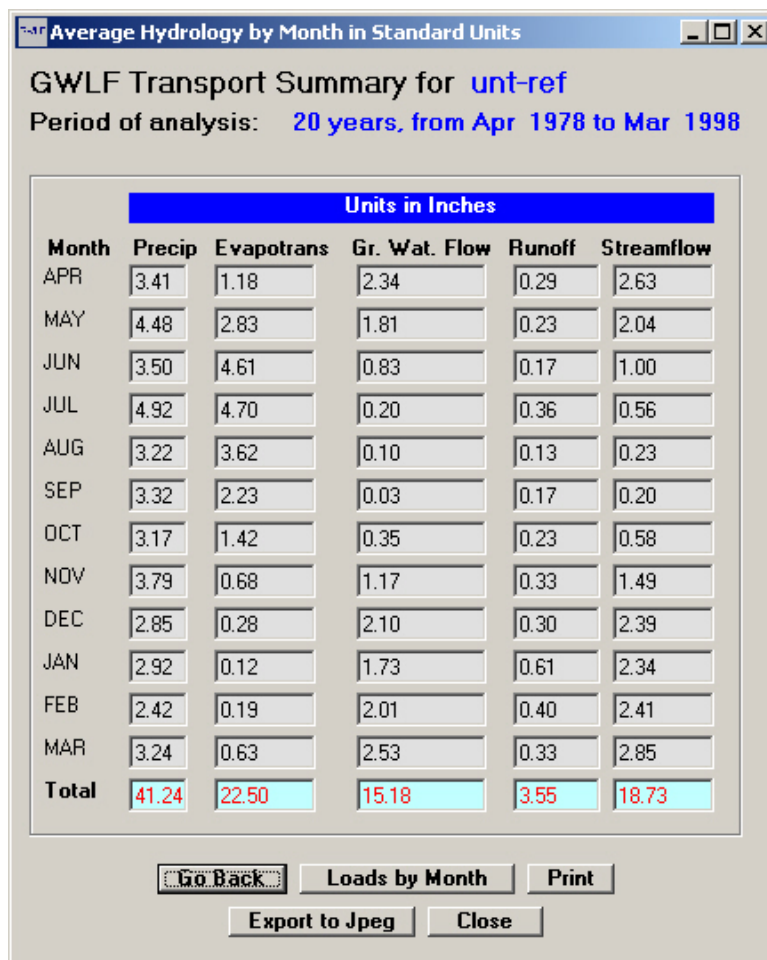 Average Hydrology by Month in Standard Units
GWLF Transport Summary for unt-ref
Period of analysis: 20 years, from Apr 1978 to Mar 1998
Units in Inches
Month Precip Evapotrans Gr. Wat. Flow Runoff Streamflow
APR 3.41 1.18 2.34 0.29 2.63
MAY 4.48 2.83 1.81 0.23 2.04
JUN 3.50 4.61 0.83 0.17 1.00
JUL 4.92 4.70 0.20 0.36 0.56
AUG 3.22 3.62 0.10 0.13 0.23
SEP 3.32 2.23 0.03 0.17 0.20
OCT 3.17 1.42 0.35 0.23 0.58
NOV 3.79 0.68 1.17 0.33 1.49
DEC 2.85 0.28 2.10 0.30 2.39
JAN 2.92 0.12 1.73 0.61 2.34
FEB 2.42 0.19 2.01 0.40 2.41
MAR 3.24 0.63 2.53 0.33 2.85
Total 41.24 22.50 15.18 3.55 18.73
Go Back Loads by Month Print
Export to Jpeg Close